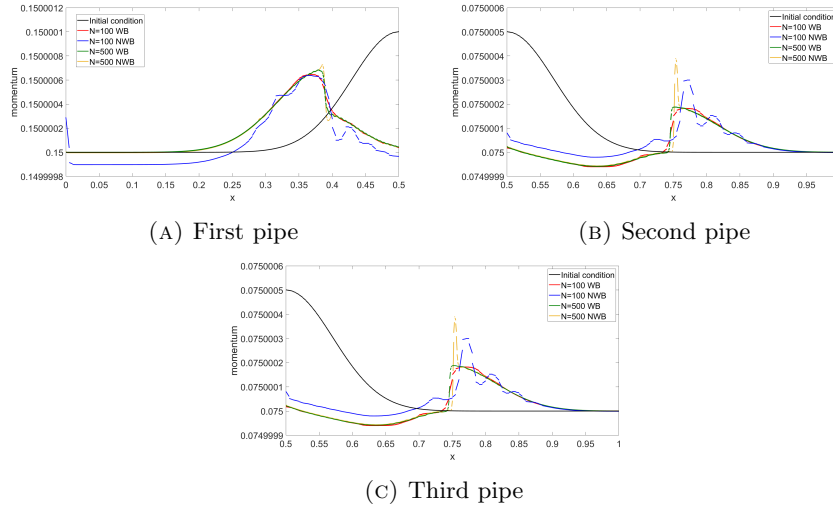 0.1500012
0.150001
0.1500008
0.1500006
0.1500004
0.1500002
0.15
0.1499998
momentum
0 0.05 0.1 0.15 0.2 0.25 0.3 0.35 0.4 0.45 0.5
x
Initial condition
N=100 WB
N=100 NWB
N=500 WB
N=500 NWB
(A) First pipe
0.0750006
0.0750005
0.0750004
0.0750003
0.0750002
0.0750001
0.075
0.0749999
momentum
0.5 0.55 0.6 0.65 0.7 0.75 0.8 0.85 0.9 0.95
x
Initial condition
N=100 WB
N=100 NWB
N=500 WB
N=500 NWB
(B) Second pipe
0.0750006
0.0750005
0.0750004
0.0750003
0.0750002
0.0750001
0.075
0.0749999
momentum
0.5 0.55 0.6 0.65 0.7 0.75 0.8 0.85 0.9 0.95 1
x
Initial condition
N=100 WB
N=100 NWB
N=500 WB
N=500 NWB
(C) Third pipe